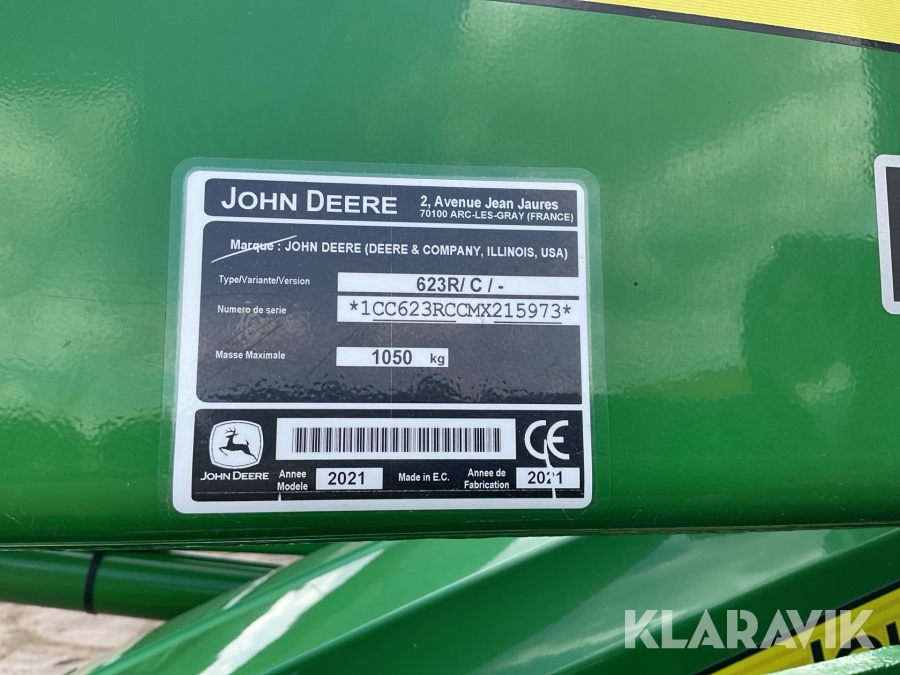 JOHN DEERE
2, Avenue Jean Jaures
70100 ARC-LES-GRAY (FRANCE)
Marque : JOHN DEERE (DEERE & COMPANY, ILLINOIS, USA)
Type/Variante/Version 623R/ C / -
Numero de serie *1CC623RCCMX215973*
Masse Maximale 1050 kg
JOHN DEERE
CE
Annee Modele 2021 Made in E.C. Annee de Fabrication 2021
KLARAVIK